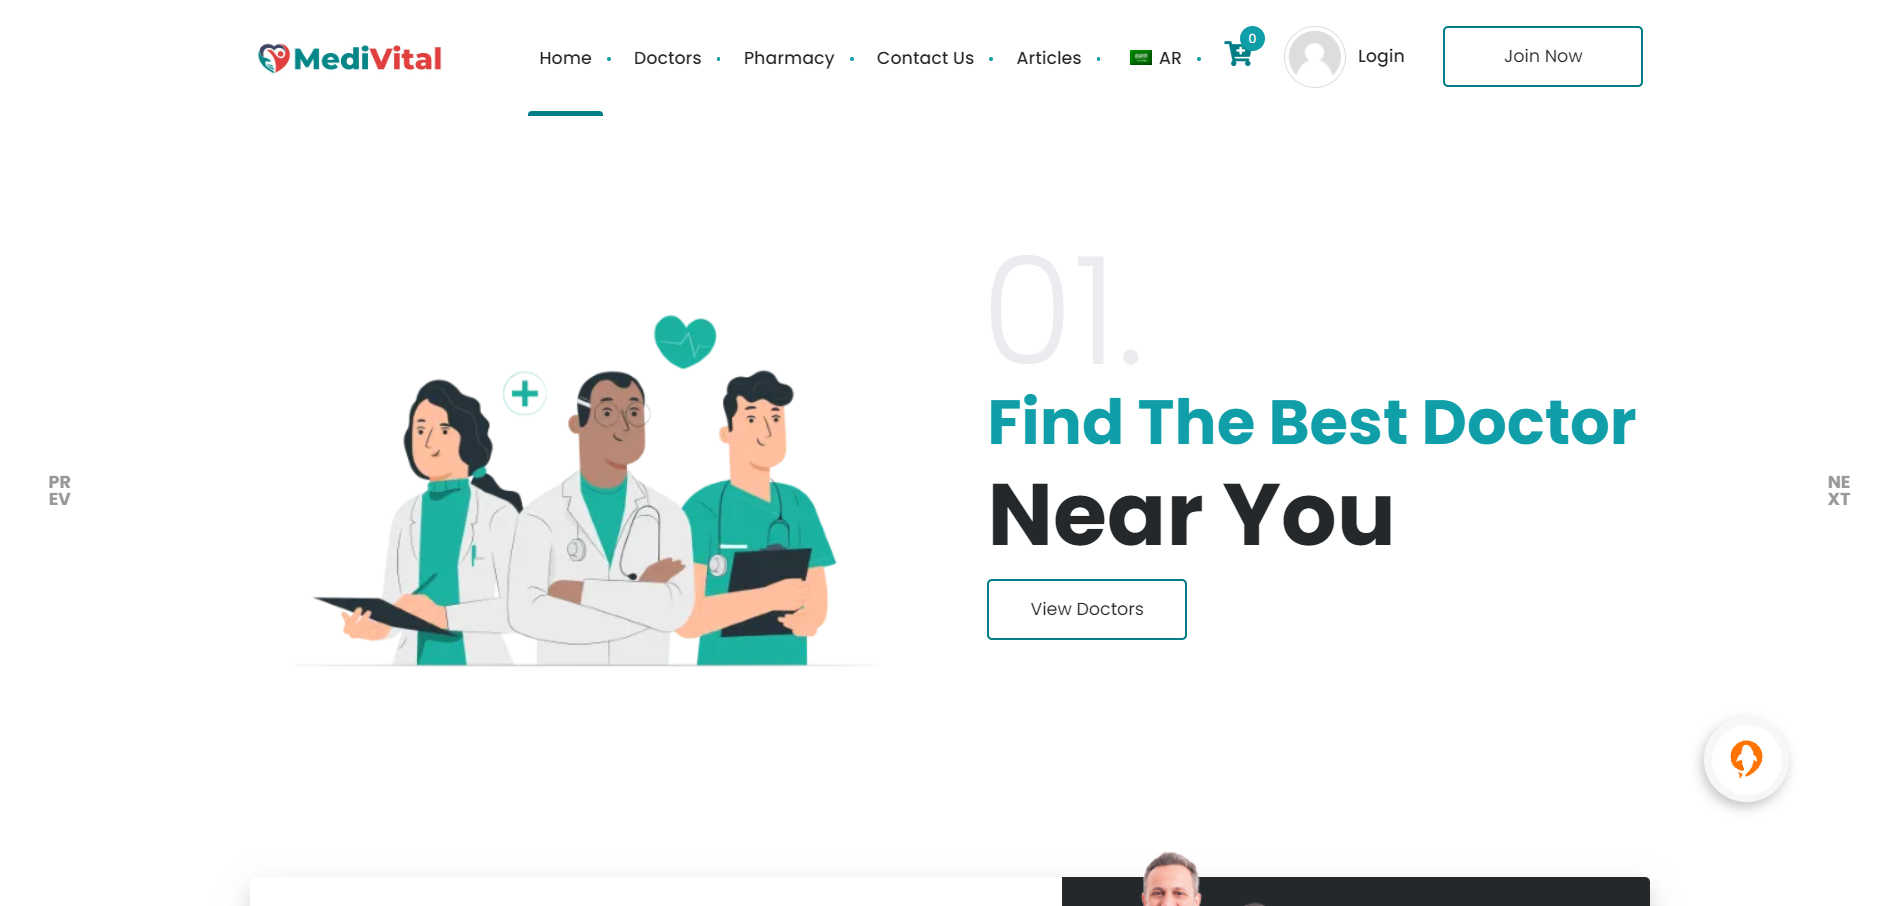 MediVital
Home
Doctors
Pharmacy
Contact Us
Articles
AR
0
Login
Join Now
01.
Find The Best Doctor
Near You
View Doctors
PR
EV
NE
XT